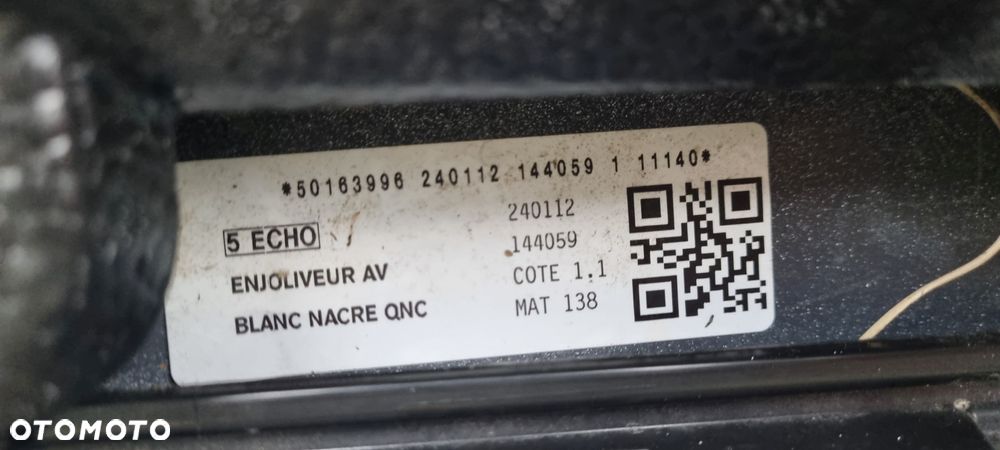 *50163996 240112 144059 1 11140*
5 ECHO 240112
144059
ENJOLIVEUR AV COTE 1.1
BLANC NACRE QNC MAT 138
OTOMOTO